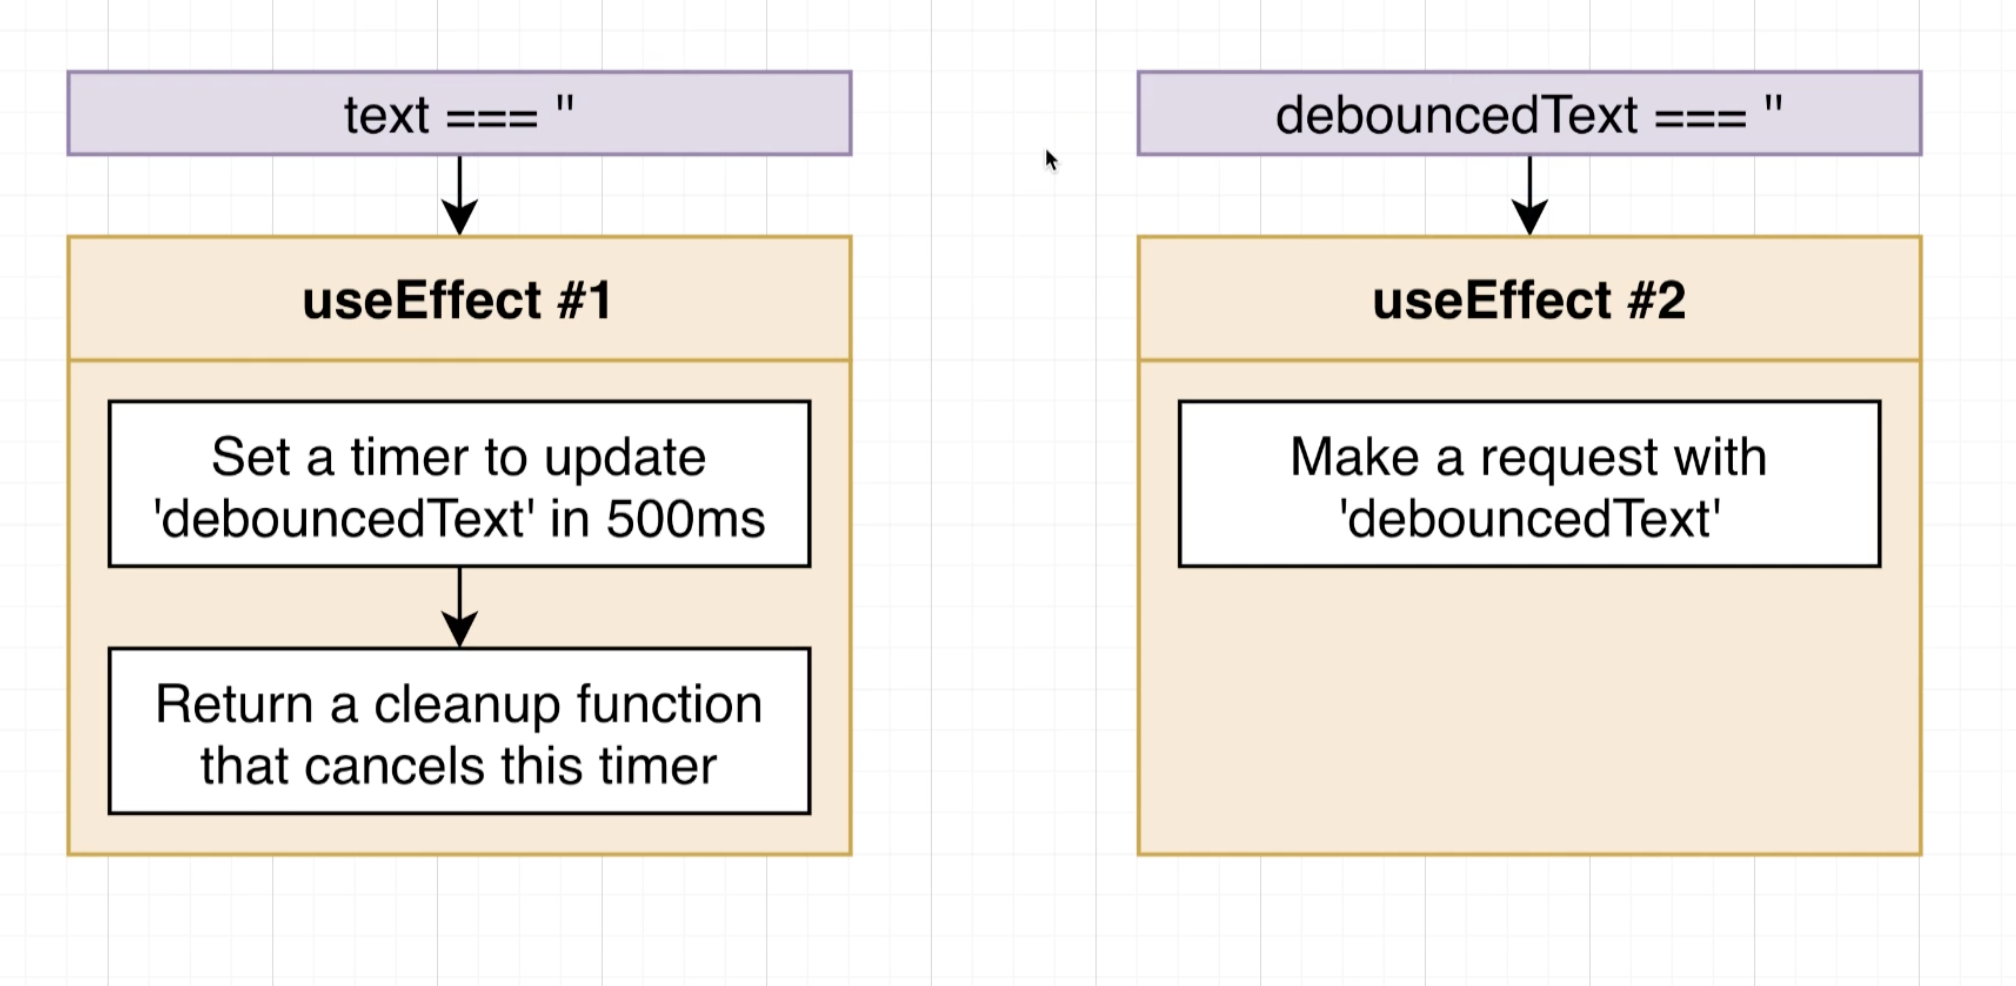 text === ''
useEffect #1
Set a timer to update
'debouncedText' in 500ms
Return a cleanup function
that cancels this timer
debouncedText === ''
useEffect #2
Make a request with
'debouncedText'